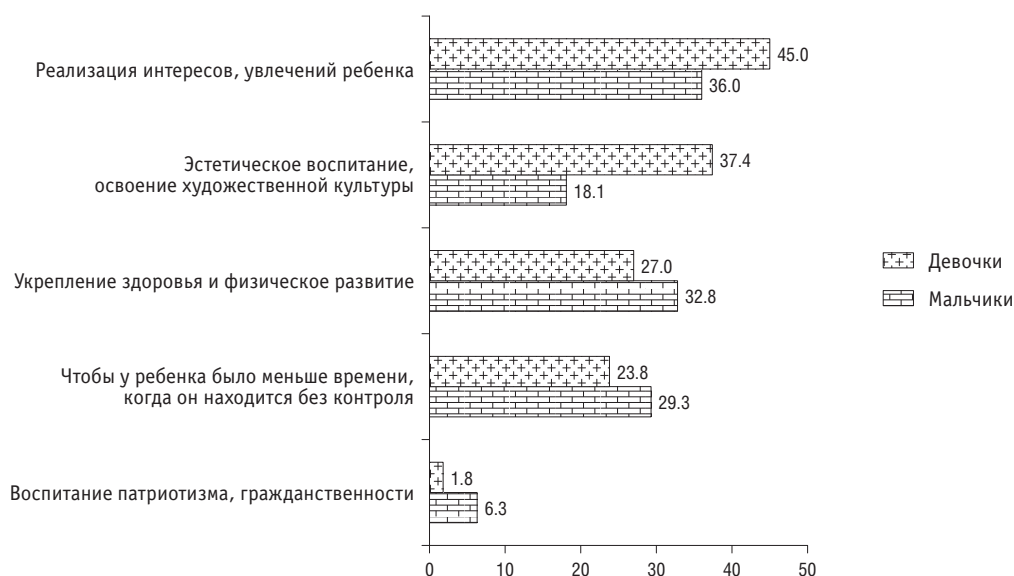 Реализация интересов, увлечений ребенка
45.0
36.0
Эстетическое воспитание,
освоение художественной культуры
37.4
18.1
Укрепление здоровья и физическое развитие
27.0
32.8
Чтобы у ребенка было меньше времени,
когда он находится без контроля
23.8
29.3
Воспитание патриотизма, гражданственности
1.8
6.3
0 10 20 30 40 50
Девочки
Мальчики